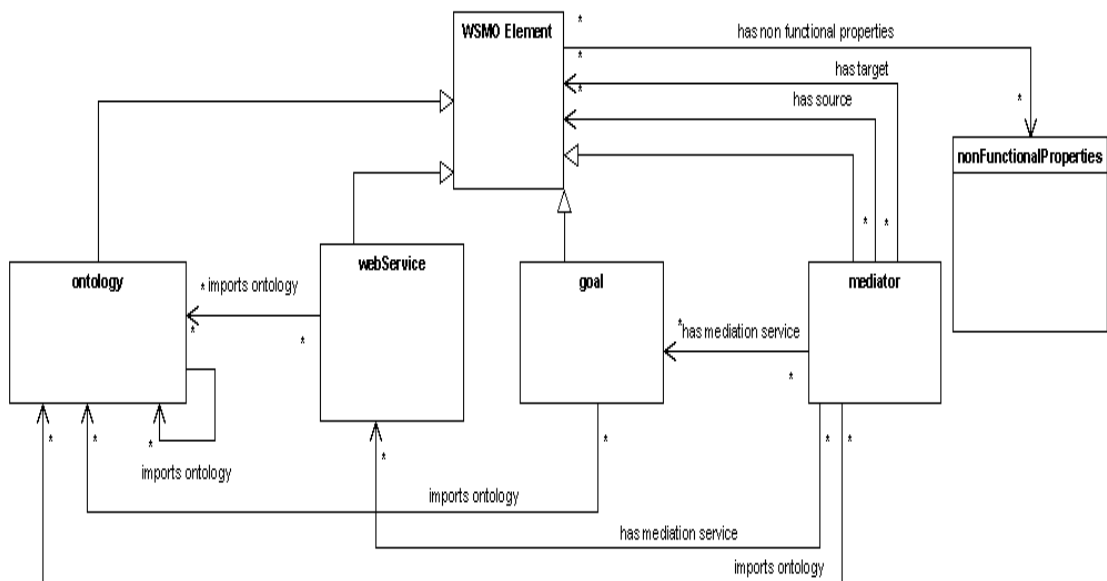 WSMO Element
*
has non functional properties
*
has target
*
has source
*
nonFunctionalProperties
* *
webService
ontology
goal
mediator
* imports ontology
*
*
*
has mediation service
*
* * *
imports ontology
*
*
* *
imports ontology
has mediation service
imports ontology